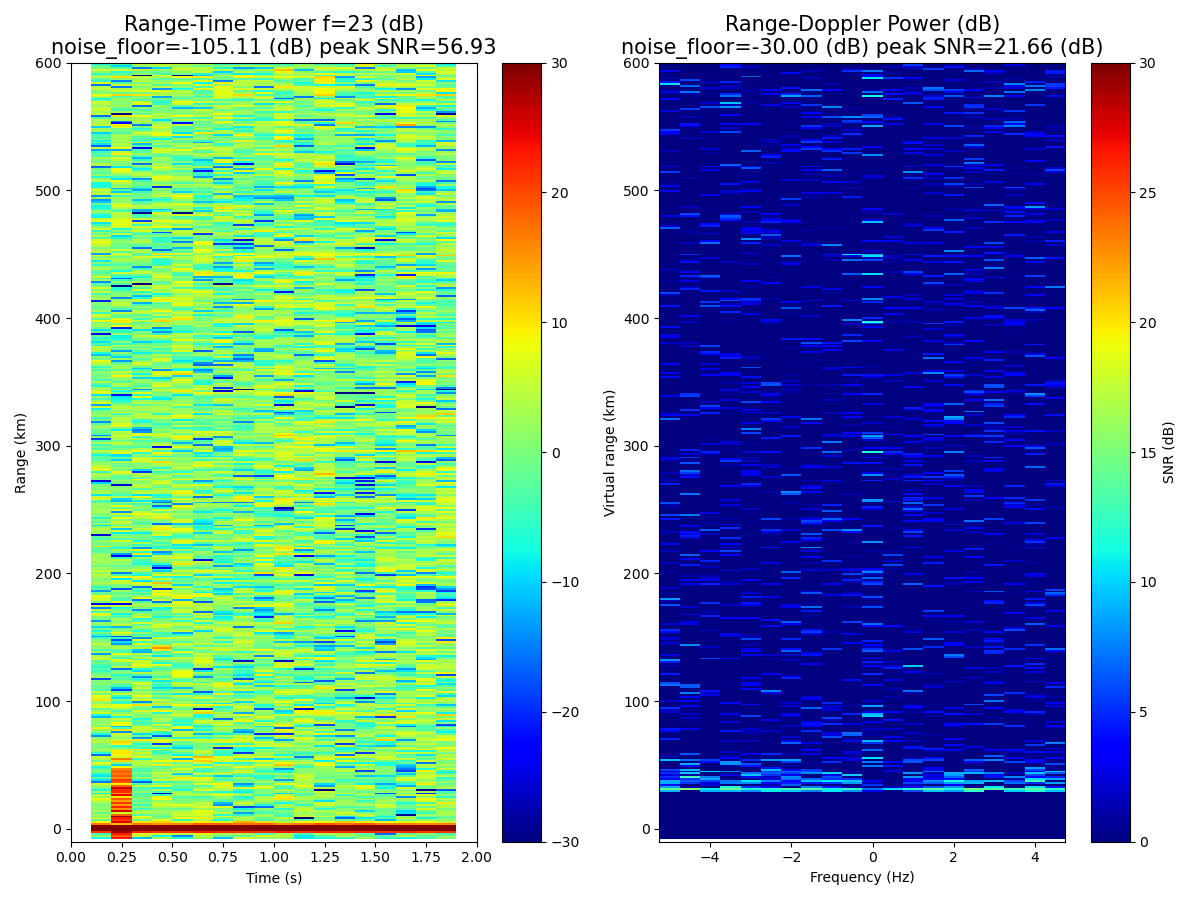 Range-Time Power f=23 (dB)
noise_floor=-105.11 (dB) peak SNR=56.93
Range-Doppler Power (dB)
noise_floor=-30.00 (dB) peak SNR=21.66 (dB)
600
500
400
300
200
100
0
Range (km)
0.00 0.25 0.50 0.75 1.00 1.25 1.50 1.75 2.00
Time (s)
30
20
10
0
−10
−20
−30
600
500
400
300
200
100
0
Virtual range (km)
−4 −2 0 2 4
Frequency (Hz)
30
25
20
15
10
5
0
SNR (dB)